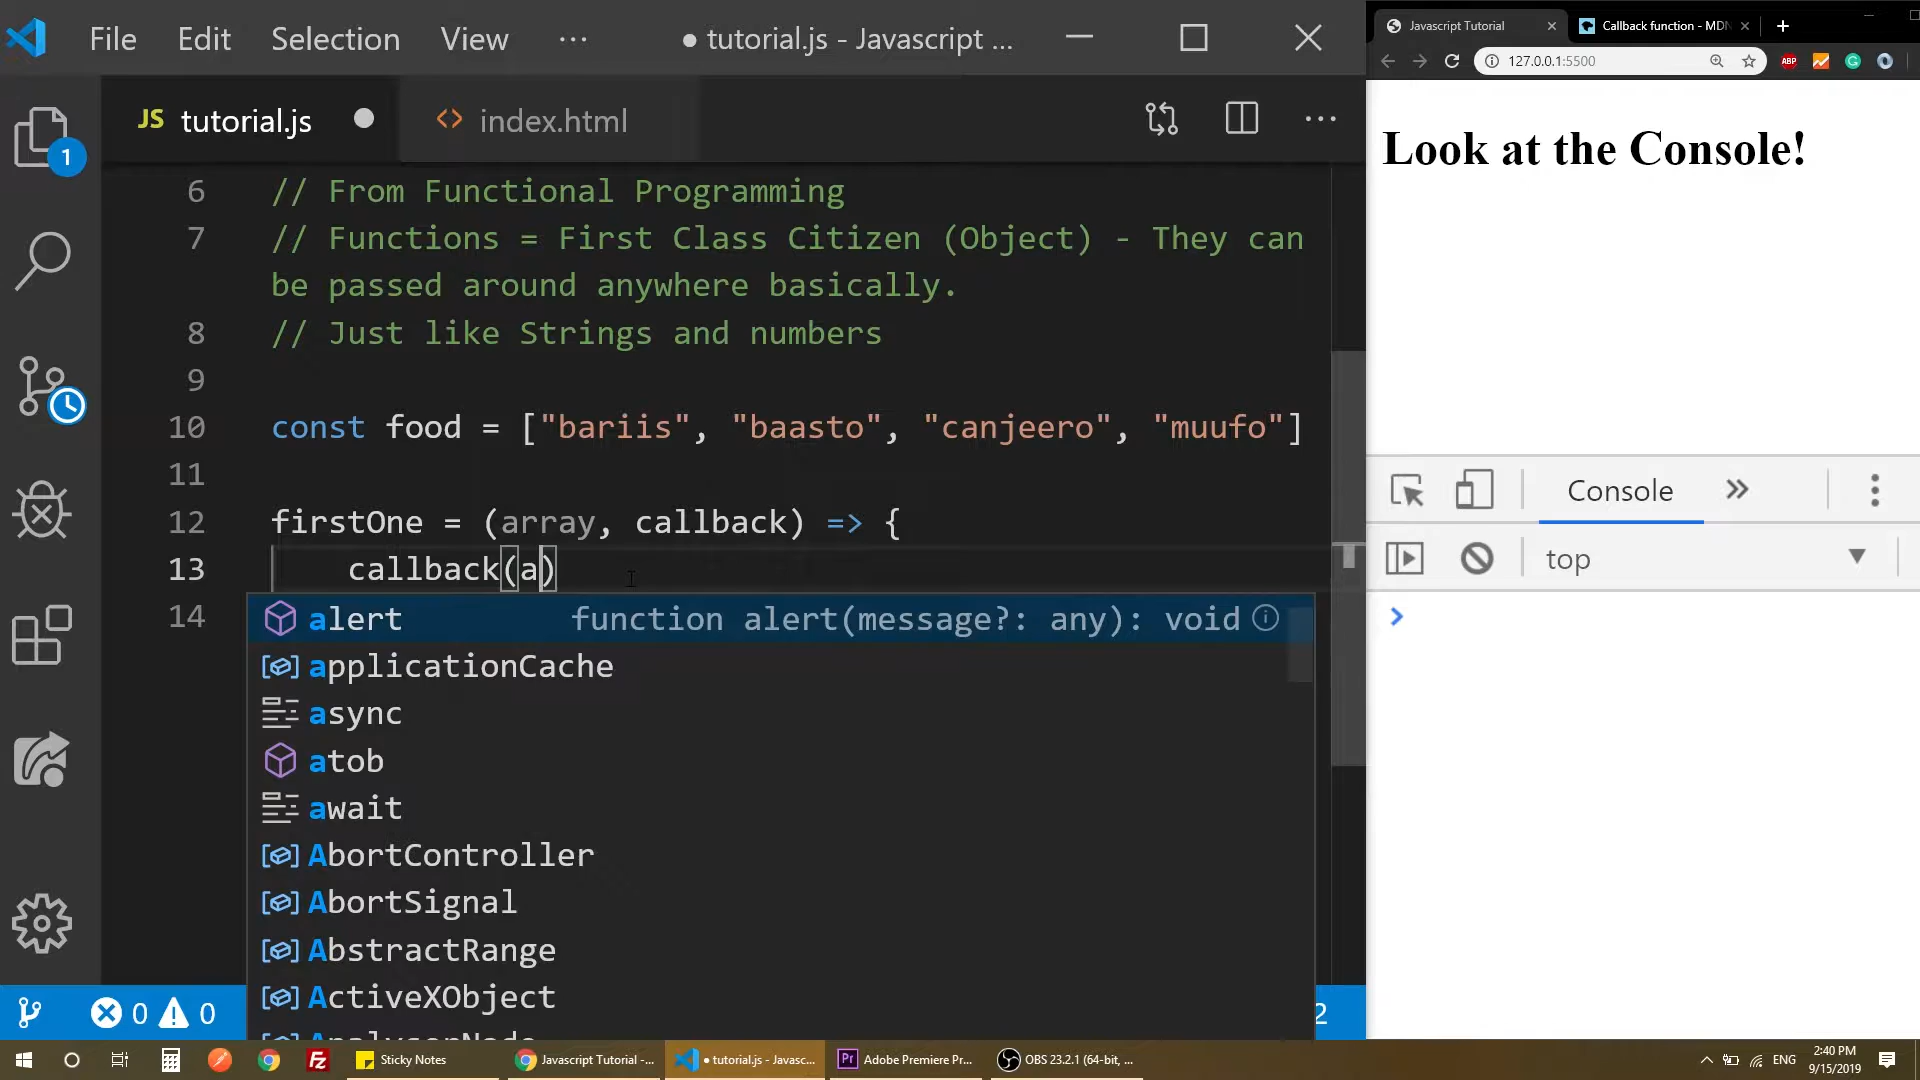 File Edit Selection View ··· ● tutorial.js - Javascript ...
JS tutorial.js
<> index.html
1
6 // From Functional Programming
7 // Functions = First Class Citizen (Object) - They can
be passed around anywhere basically.
8 // Just like Strings and numbers
9
10 const food = ["bariis", "baasto", "canjeero", "muufo"]
11
12 firstOne = (array, callback) => {
13 callback(a)
14
alert function alert(message?: any): void
applicationCache
async
atob
await
AbortController
AbortSignal
AbstractRange
ActiveXObject
AnalyserNode
0 0
2
Javascript Tutorial
Callback function - MDN
127.0.0.1:5500
ABP
Look at the Console!
Console
top
Sticky Notes
Javascript Tutorial -...
● tutorial.js - Javasc...
Pr Adobe Premiere Pr...
OBS 23.2.1 (64-bit, ...
ENG
2:40 PM
9/15/2019